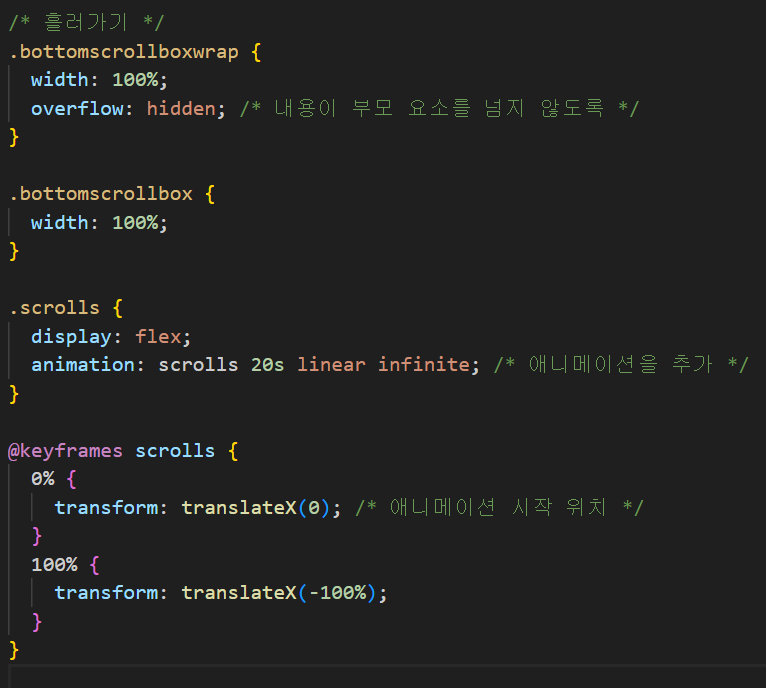 /* 흘러가기 */
.bottomscrollboxwrap {
  width: 100%;
  overflow: hidden; /* 내용이 부모 요소를 넘지 않도록 */
}

.bottomscrollbox {
  width: 100%;
}

.scrolls {
  display: flex;
  animation: scrolls 20s linear infinite; /* 애니메이션을 추가 */
}

@keyframes scrolls {
  0% {
    transform: translateX(0); /* 애니메이션 시작 위치 */
  }
  100% {
    transform: translateX(-100%);
  }
}